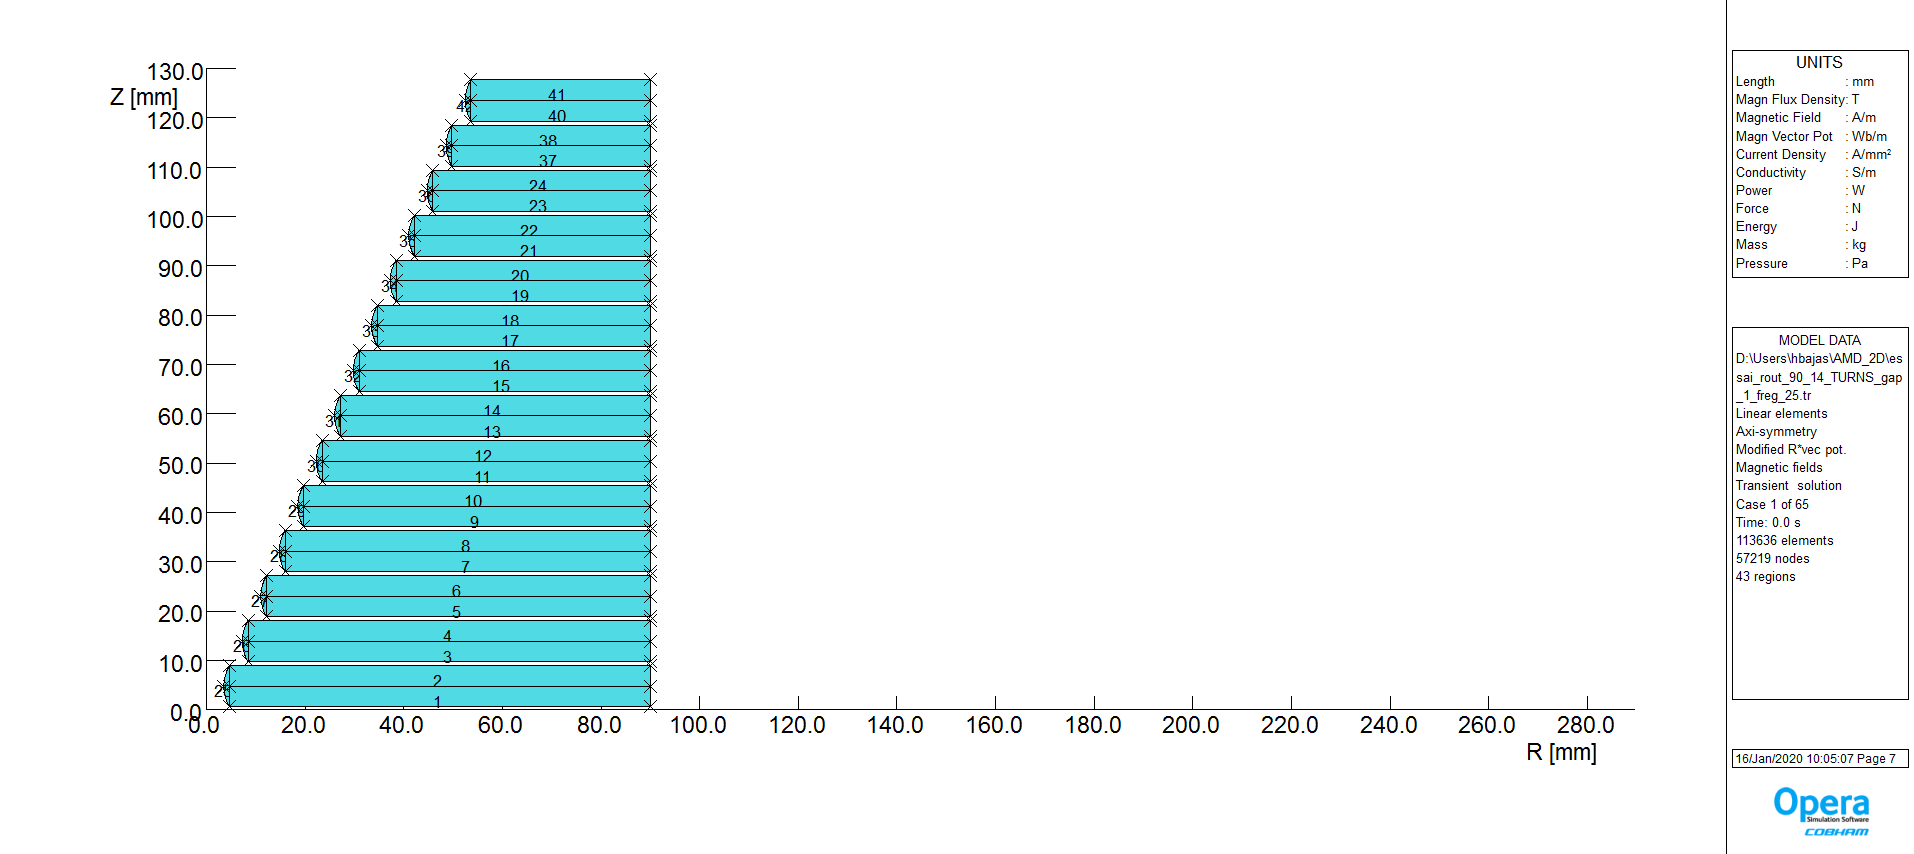 130.0
Z [mm]
120.0
110.0
100.0
90.0
80.0
70.0
60.0
50.0
40.0
30.0
20.0
10.0
0.0
41
40
38
37
24
23
22
21
20
19
18
17
16
15
14
13
12
11
10
9
8
7
6
5
4
3
2
1
0.0 20.0 40.0 60.0 80.0 100.0 120.0 140.0 160.0 180.0 200.0 220.0 240.0 260.0 280.0
R [mm]
UNITS
Length : mm
Magn Flux Density: T
Magnetic Field : A/m
Magn Vector Pot : Wb/m
Current Density : A/mm²
Conductivity : S/m
Power : W
Force : N
Energy : J
Mass : kg
Pressure : Pa
MODEL DATA
D:\Users\hbajas\AMD_2D\es
sai_rout_90_14_TURNS_gap
_1_freg_25.tr
Linear elements
Axi-symmetry
Modified R*vec pot.
Magnetic fields
Transient solution
Case 1 of 65
Time: 0.0 s
113636 elements
57219 nodes
43 regions
16/Jan/2020 10:05:07 Page 7
Opera
Simulation Software
COBHAM